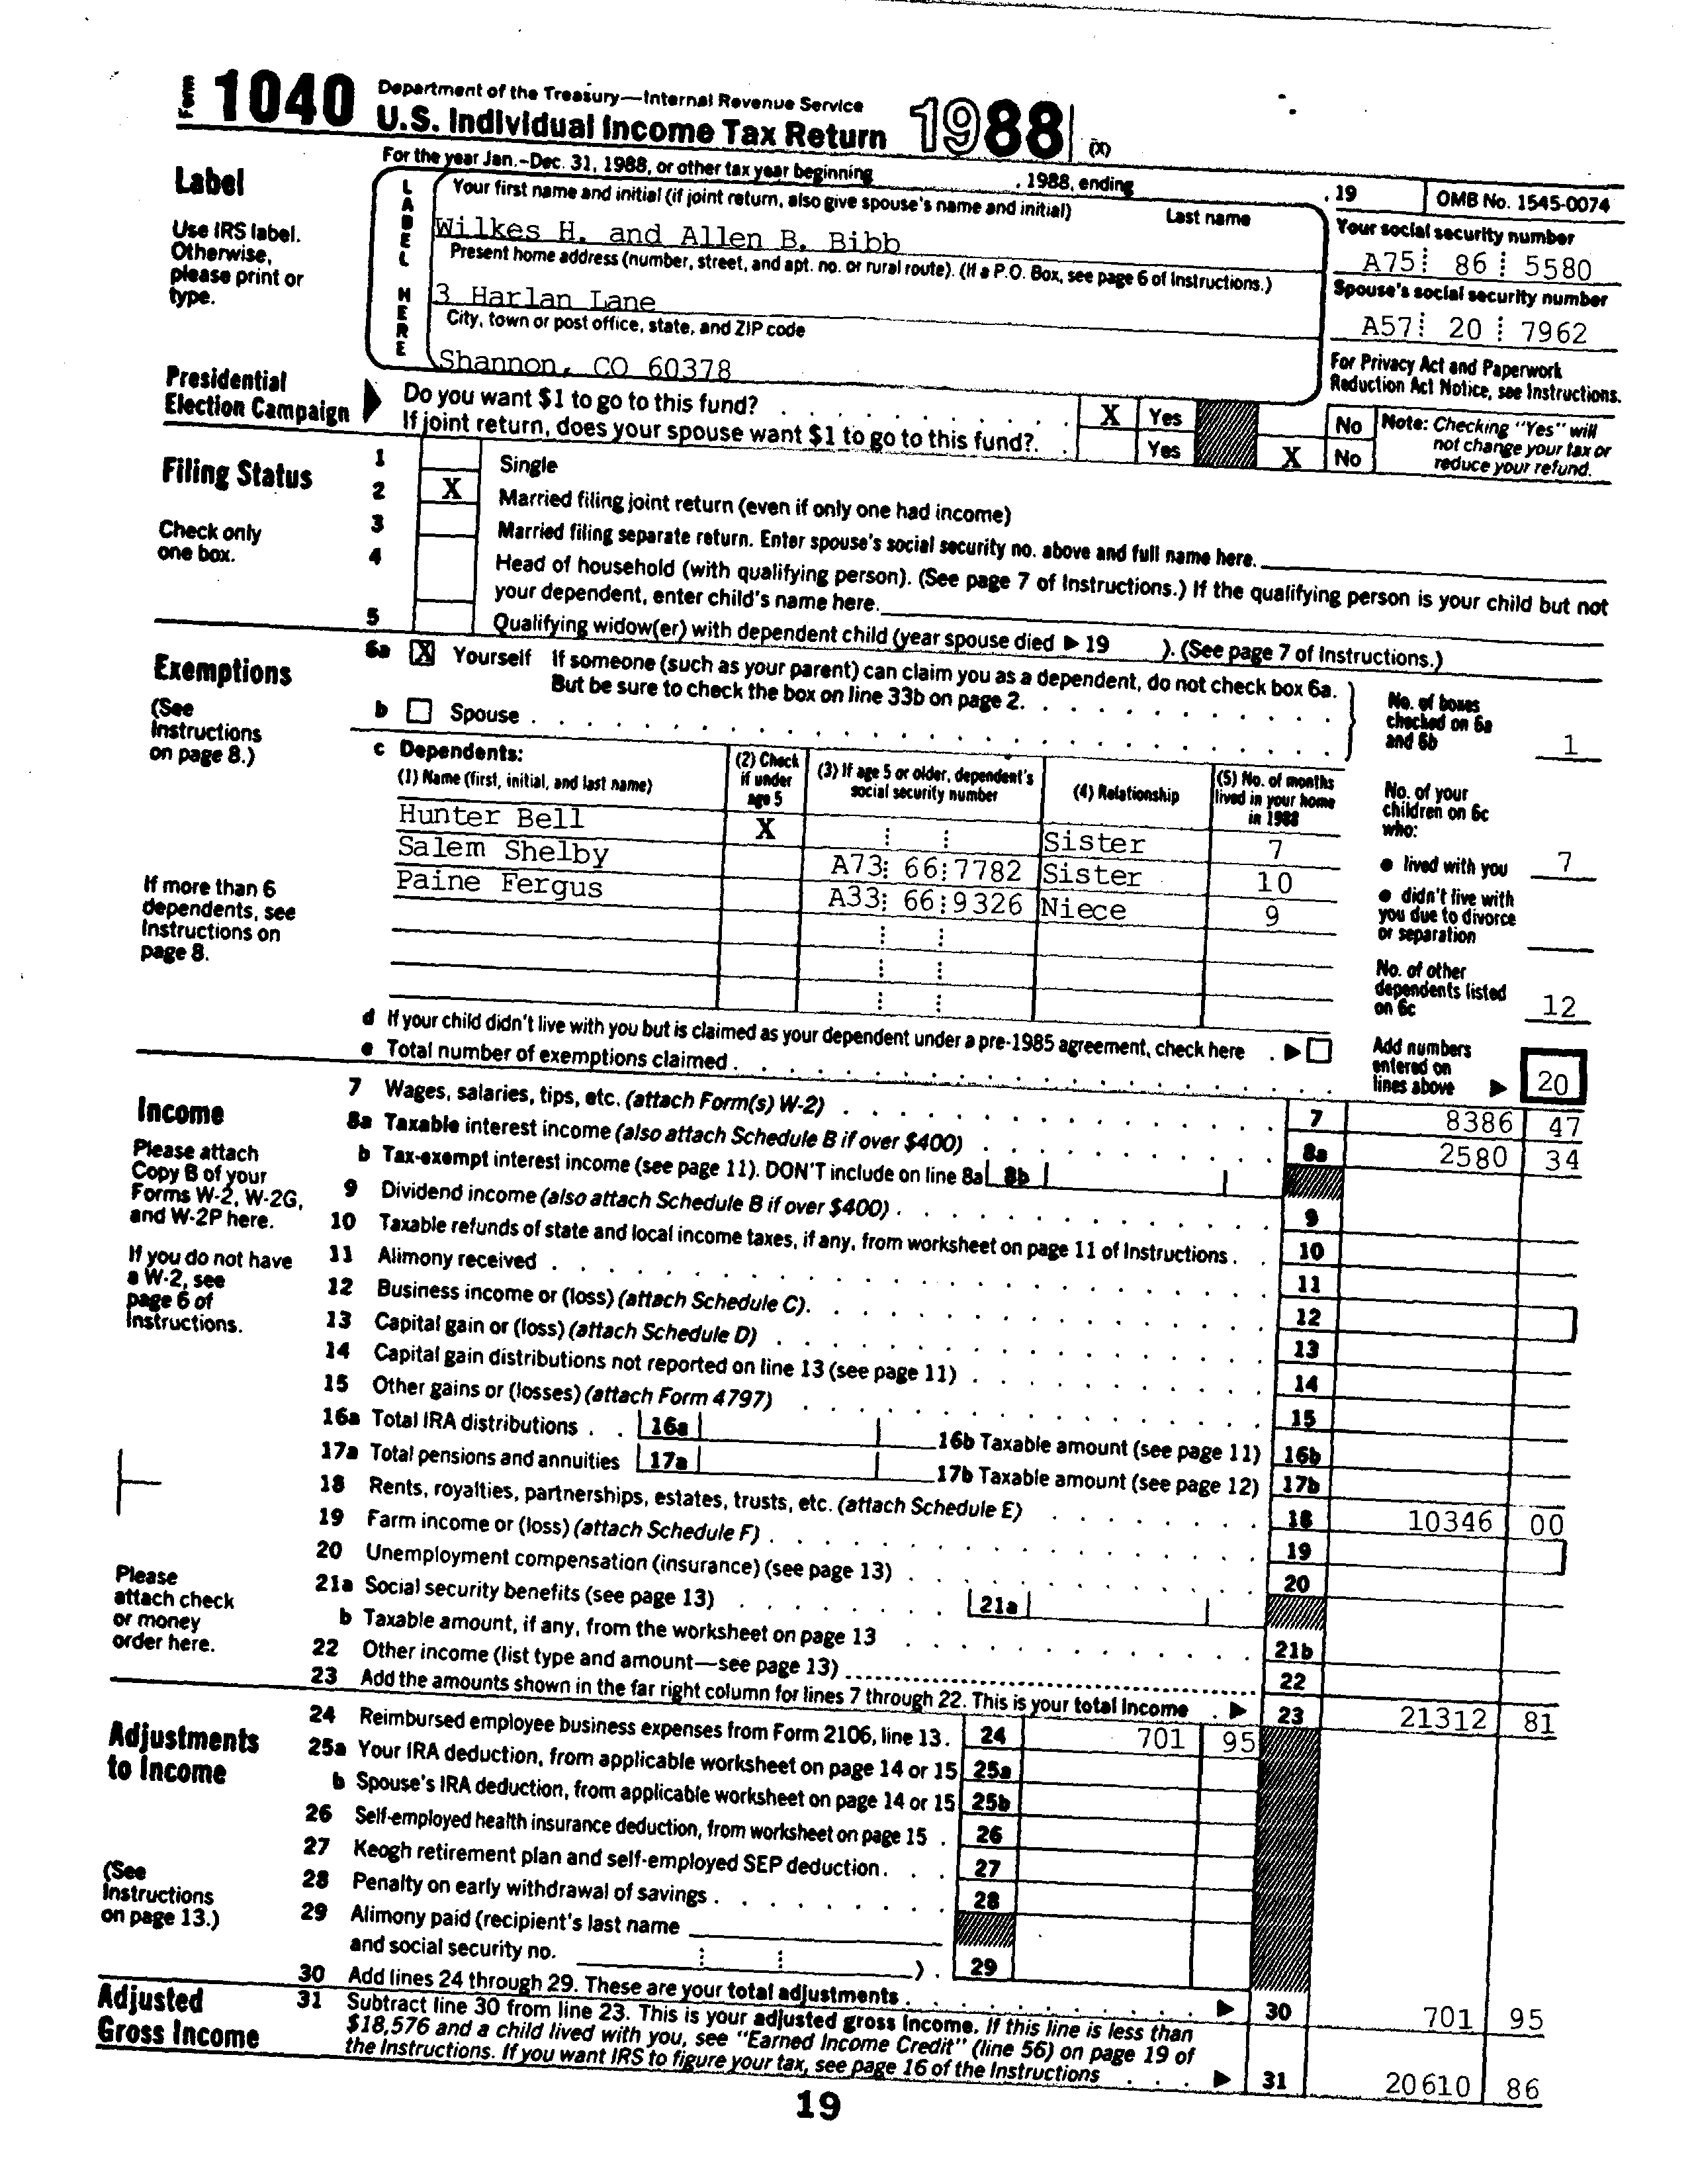 Form 1040 Department of the Treasury—Internal Revenue Service
U.S. Individual Income Tax Return 1988 (X)
For the year Jan.–Dec. 31, 1988, or other tax year beginning , 1988, ending , 19 OMB No. 1545-0074
Label
Use IRS label.
Otherwise,
please print or
type.
LABEL HERE
Your first name and initial (if joint return, also give spouse's name and initial) Last name
Wilkes H. and Allen B. Bibb
Present home address (number, street, and apt. no. or rural route). (If a P.O. Box, see page 6 of Instructions.)
3 Harlan Lane
City, town or post office, state, and ZIP code
Shannon, CO 60378
Your social security number
A75 86 5580
Spouse's social security number
A57 20 7962
For Privacy Act and Paperwork
Reduction Act Notice, see Instructions.
Presidential
Election Campaign
Do you want $1 to go to this fund? X Yes No
If joint return, does your spouse want $1 to go to this fund? Yes X No
Note: Checking "Yes" will
not change your tax or
reduce your refund.
Filing Status
Check only
one box.
1 Single
2 X Married filing joint return (even if only one had income)
3 Married filing separate return. Enter spouse's social security no. above and full name here.
4 Head of household (with qualifying person). (See page 7 of Instructions.) If the qualifying person is your child but not
your dependent, enter child's name here.
5 Qualifying widow(er) with dependent child (year spouse died ▶ 19 ). (See page 7 of Instructions.)
Exemptions
(See
Instructions
on page 8.)
6a X Yourself If someone (such as your parent) can claim you as a dependent, do not check box 6a.
But be sure to check the box on line 33b on page 2.
b Spouse
No. of boxes
checked on 6a
and 6b 1
c Dependents:
(1) Name (first, initial, and last name)
(2) Check
if under
age 5
(3) If age 5 or older, dependent's
social security number
(4) Relationship
(5) No. of months
lived in your home
in 1988
Hunter Bell X Sister 7
Salem Shelby A73 66 7782 Sister 10
Paine Fergus A33 66 9326 Niece 9
If more than 6
dependents, see
Instructions on
page 8.
No. of your
children on 6c
who:
● lived with you 7
● didn't live with
you due to divorce
or separation
No. of other
dependents listed
on 6c 12
d If your child didn't live with you but is claimed as your dependent under a pre-1985 agreement, check here ▶
e Total number of exemptions claimed
Add numbers
entered on
lines above ▶ 20
Income
Please attach
Copy B of your
Forms W-2, W-2G,
and W-2P here.
If you do not have
a W-2, see
page 6 of
Instructions.
Please
attach check
or money
order here.
7 Wages, salaries, tips, etc. (attach Form(s) W-2) 7 8386 47
8a Taxable interest income (also attach Schedule B if over $400) 8a 2580 34
b Tax-exempt interest income (see page 11). DON'T include on line 8a 8b
9 Dividend income (also attach Schedule B if over $400) 9
10 Taxable refunds of state and local income taxes, if any, from worksheet on page 11 of Instructions 10
11 Alimony received 11
12 Business income or (loss) (attach Schedule C) 12
13 Capital gain or (loss) (attach Schedule D) 13
14 Capital gain distributions not reported on line 13 (see page 11) 14
15 Other gains or (losses) (attach Form 4797) 15
16a Total IRA distributions 16a 16b Taxable amount (see page 11) 16b
17a Total pensions and annuities 17a 17b Taxable amount (see page 12) 17b
18 Rents, royalties, partnerships, estates, trusts, etc. (attach Schedule E) 18 10346 00
19 Farm income or (loss) (attach Schedule F) 19
20 Unemployment compensation (insurance) (see page 13) 20
21a Social security benefits (see page 13) 21a
b Taxable amount, if any, from the worksheet on page 13 21b
22 Other income (list type and amount—see page 13) 22
23 Add the amounts shown in the far right column for lines 7 through 22. This is your total income ▶ 23 21312 81
Adjustments
to Income
(See
Instructions
on page 13.)
24 Reimbursed employee business expenses from Form 2106, line 13. 24 701 95
25a Your IRA deduction, from applicable worksheet on page 14 or 15 25a
b Spouse's IRA deduction, from applicable worksheet on page 14 or 15 25b
26 Self-employed health insurance deduction, from worksheet on page 15 26
27 Keogh retirement plan and self-employed SEP deduction 27
28 Penalty on early withdrawal of savings 28
29 Alimony paid (recipient's last name
and social security no. ) 29
30 Add lines 24 through 29. These are your total adjustments ▶ 30 701 95
Adjusted
Gross Income
31 Subtract line 30 from line 23. This is your adjusted gross income. If this line is less than
$18,576 and a child lived with you, see "Earned Income Credit" (line 56) on page 19 of
the Instructions. If you want IRS to figure your tax, see page 16 of the Instructions ▶ 31 20610 86
19